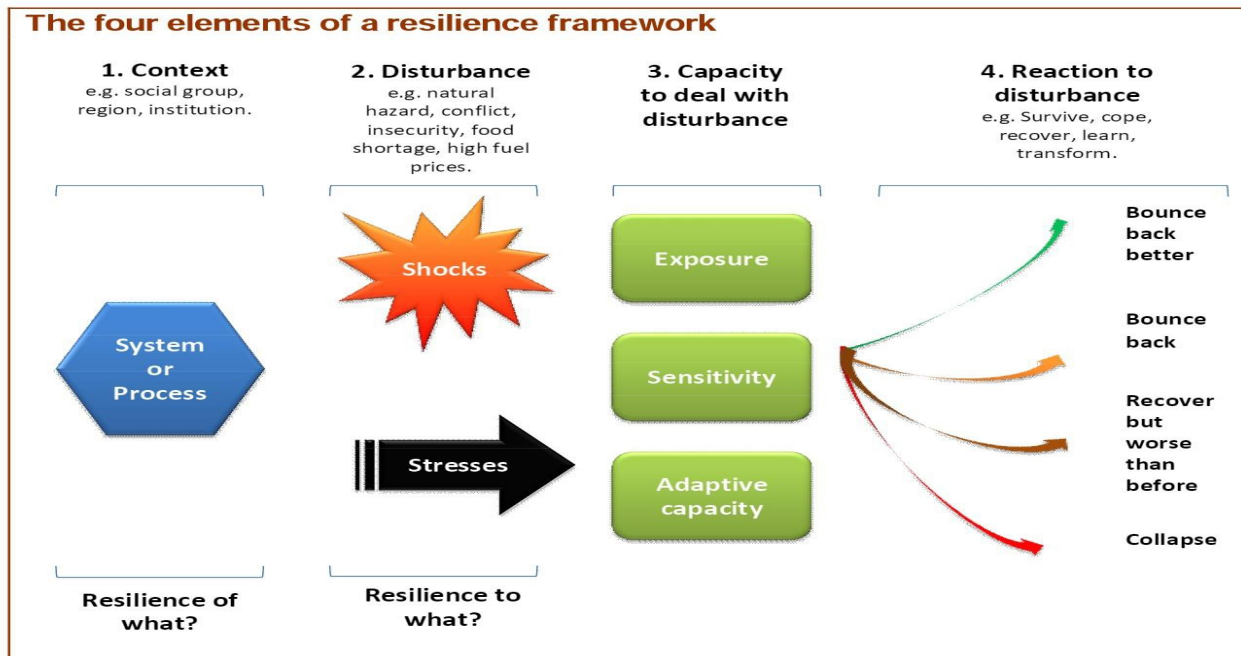 The four elements of a resilience framework
1. Context
e.g. social group,
region, institution.
2. Disturbance
e.g. natural
hazard, conflict,
insecurity, food
shortage, high fuel
prices.
3. Capacity
to deal with
disturbance
4. Reaction to
disturbance
e.g. Survive, cope,
recover, learn,
transform.
System
or
Process
Shocks
Stresses
Exposure
Sensitivity
Adaptive
capacity
Bounce
back
better
Bounce
back
Recover
but
worse
than
before
Collapse
Resilience of
what?
Resilience to
what?